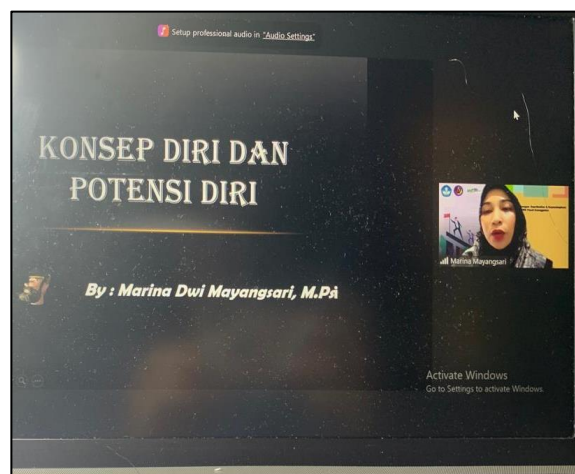 Setup professional audio in "Audio Settings"
KONSEP DIRI DAN
POTENSI DIRI
By : Marina Dwi Mayangsari, M.Psi
Marina Mayangsari
Activate Windows
Go to Settings to activate Windows.